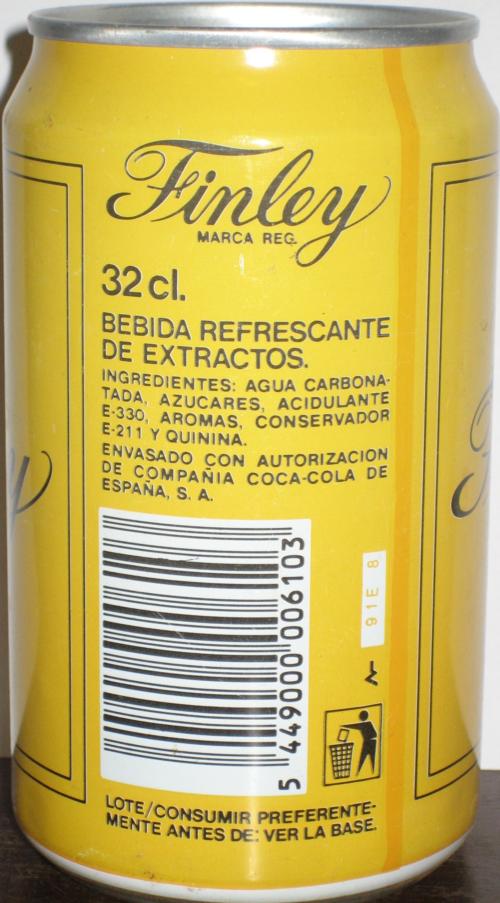 Finley
MARCA REG.
32 cl.
BEBIDA REFRESCANTE
DE EXTRACTOS.
INGREDIENTES: AGUA CARBONA-
TADA, AZUCARES, ACIDULANTE
E-330, AROMAS, CONSERVADOR
E-211 Y QUININA.
ENVASADO CON AUTORIZACION
DE COMPAÑIA COCA-COLA DE
ESPAÑA, S. A.
5 449000 006103
91E 8
LOTE/CONSUMIR PREFERENTE-
MENTE ANTES DE: VER LA BASE.